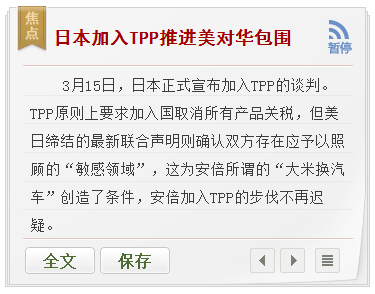 焦点
日本加入TPP推进美对华包围
暂停
3月15日，日本正式宣布加入TPP的谈判。
TPP原则上要求加入国取消所有产品关税，但美
日缔结的最新联合声明则确认双方存在应予以照
顾的“敏感领域”，这为安倍所谓的“大米换汽
车”创造了条件，安倍加入TPP的步伐不再迟
疑。
全文 保存